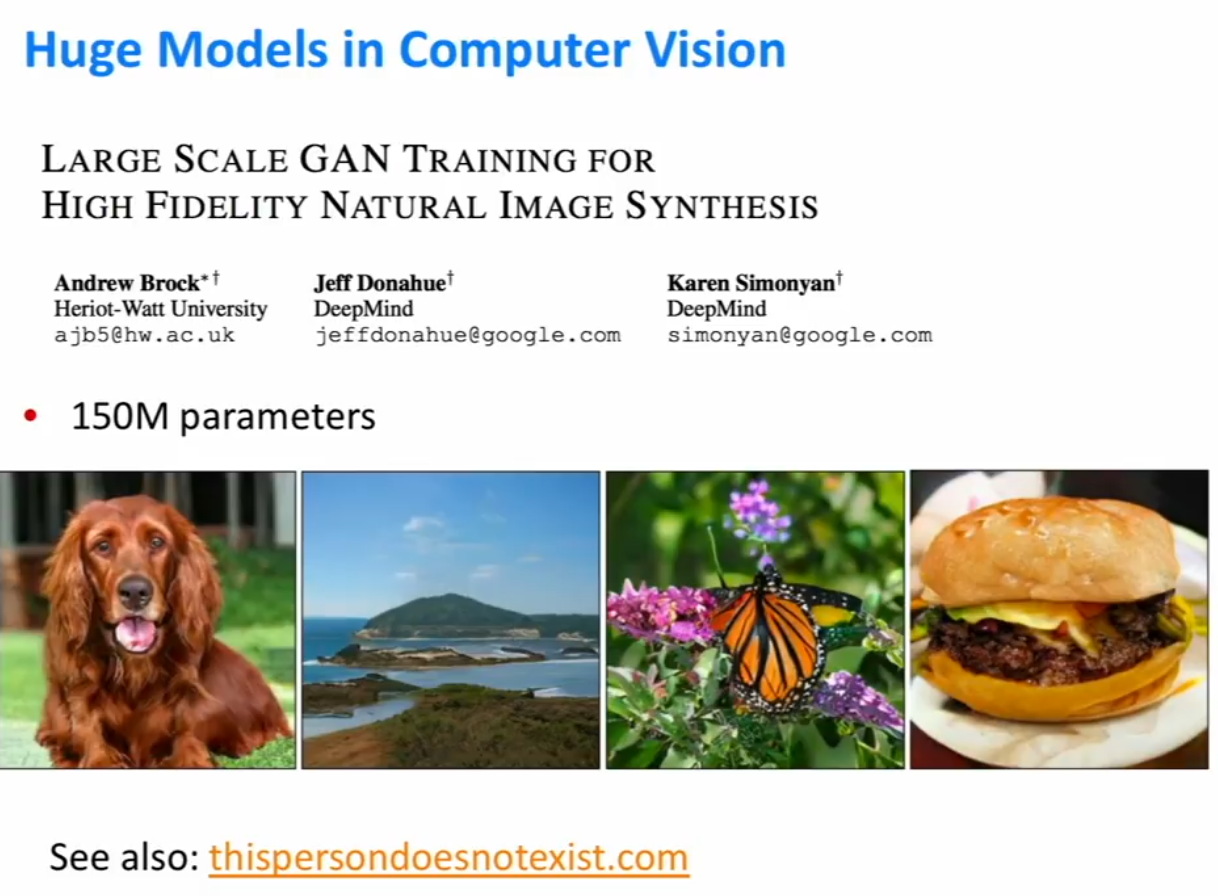 Huge Models in Computer Vision
LARGE SCALE GAN TRAINING FOR
HIGH FIDELITY NATURAL IMAGE SYNTHESIS
Andrew Brock*† Jeff Donahue† Karen Simonyan†
Heriot-Watt University DeepMind DeepMind
ajb5@hw.ac.uk jeffdonahue@google.com simonyan@google.com
• 150M parameters
See also: thispersondoesnotexist.com